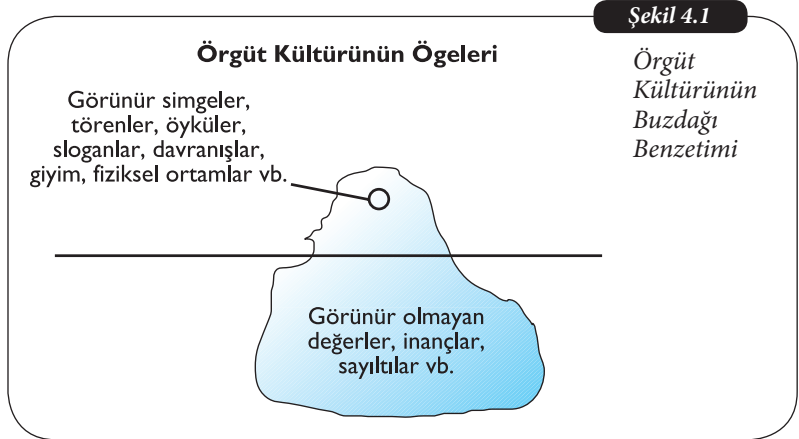 Şekil 4.1
Örgüt
Kültürünün
Buzdağı
Benzetimi
Örgüt Kültürünün Ögeleri
Görünür simgeler,
törenler, öyküler,
sloganlar, davranışlar,
giyim, fiziksel ortamlar vb.
Görünür olmayan
değerler, inançlar,
sayıltılar vb.